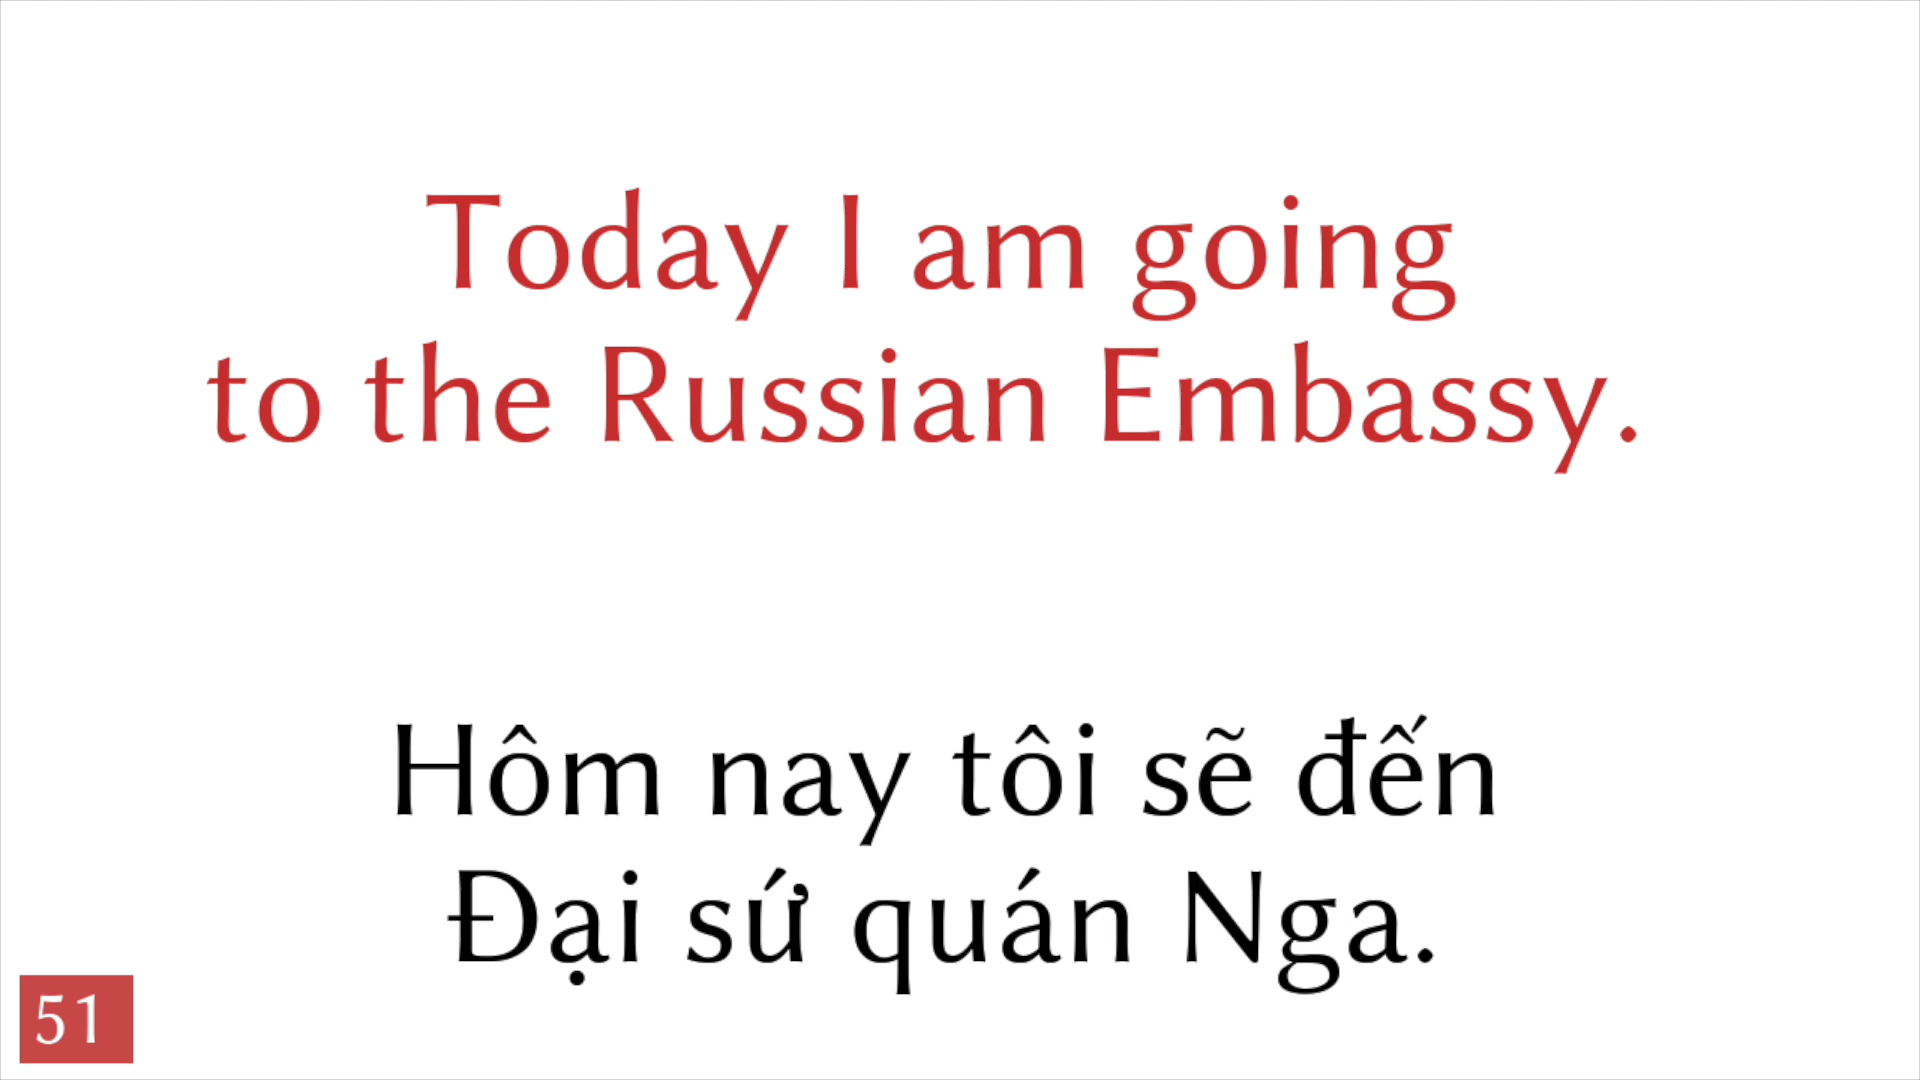 Today I am going
to the Russian Embassy.
Hôm nay tôi sẽ đến
Đại sứ quán Nga.
51